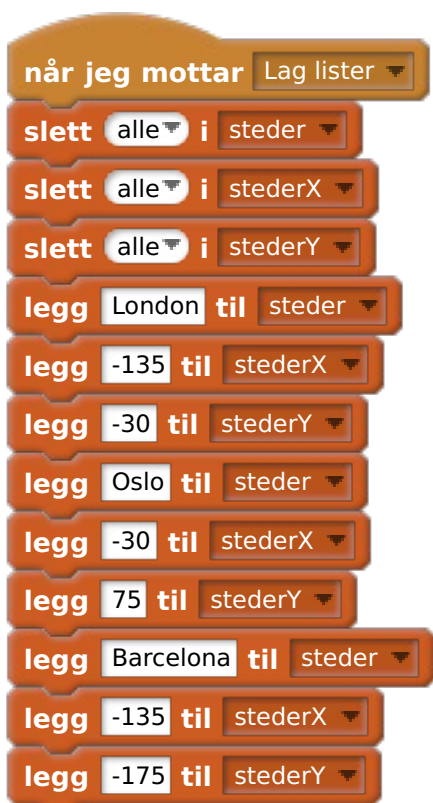 når jeg mottar Lag lister
slett alle i steder
slett alle i stederX
slett alle i stederY
legg London til steder
legg -135 til stederX
legg -30 til stederY
legg Oslo til steder
legg -30 til stederX
legg 75 til stederY
legg Barcelona til steder
legg -135 til stederX
legg -175 til stederY